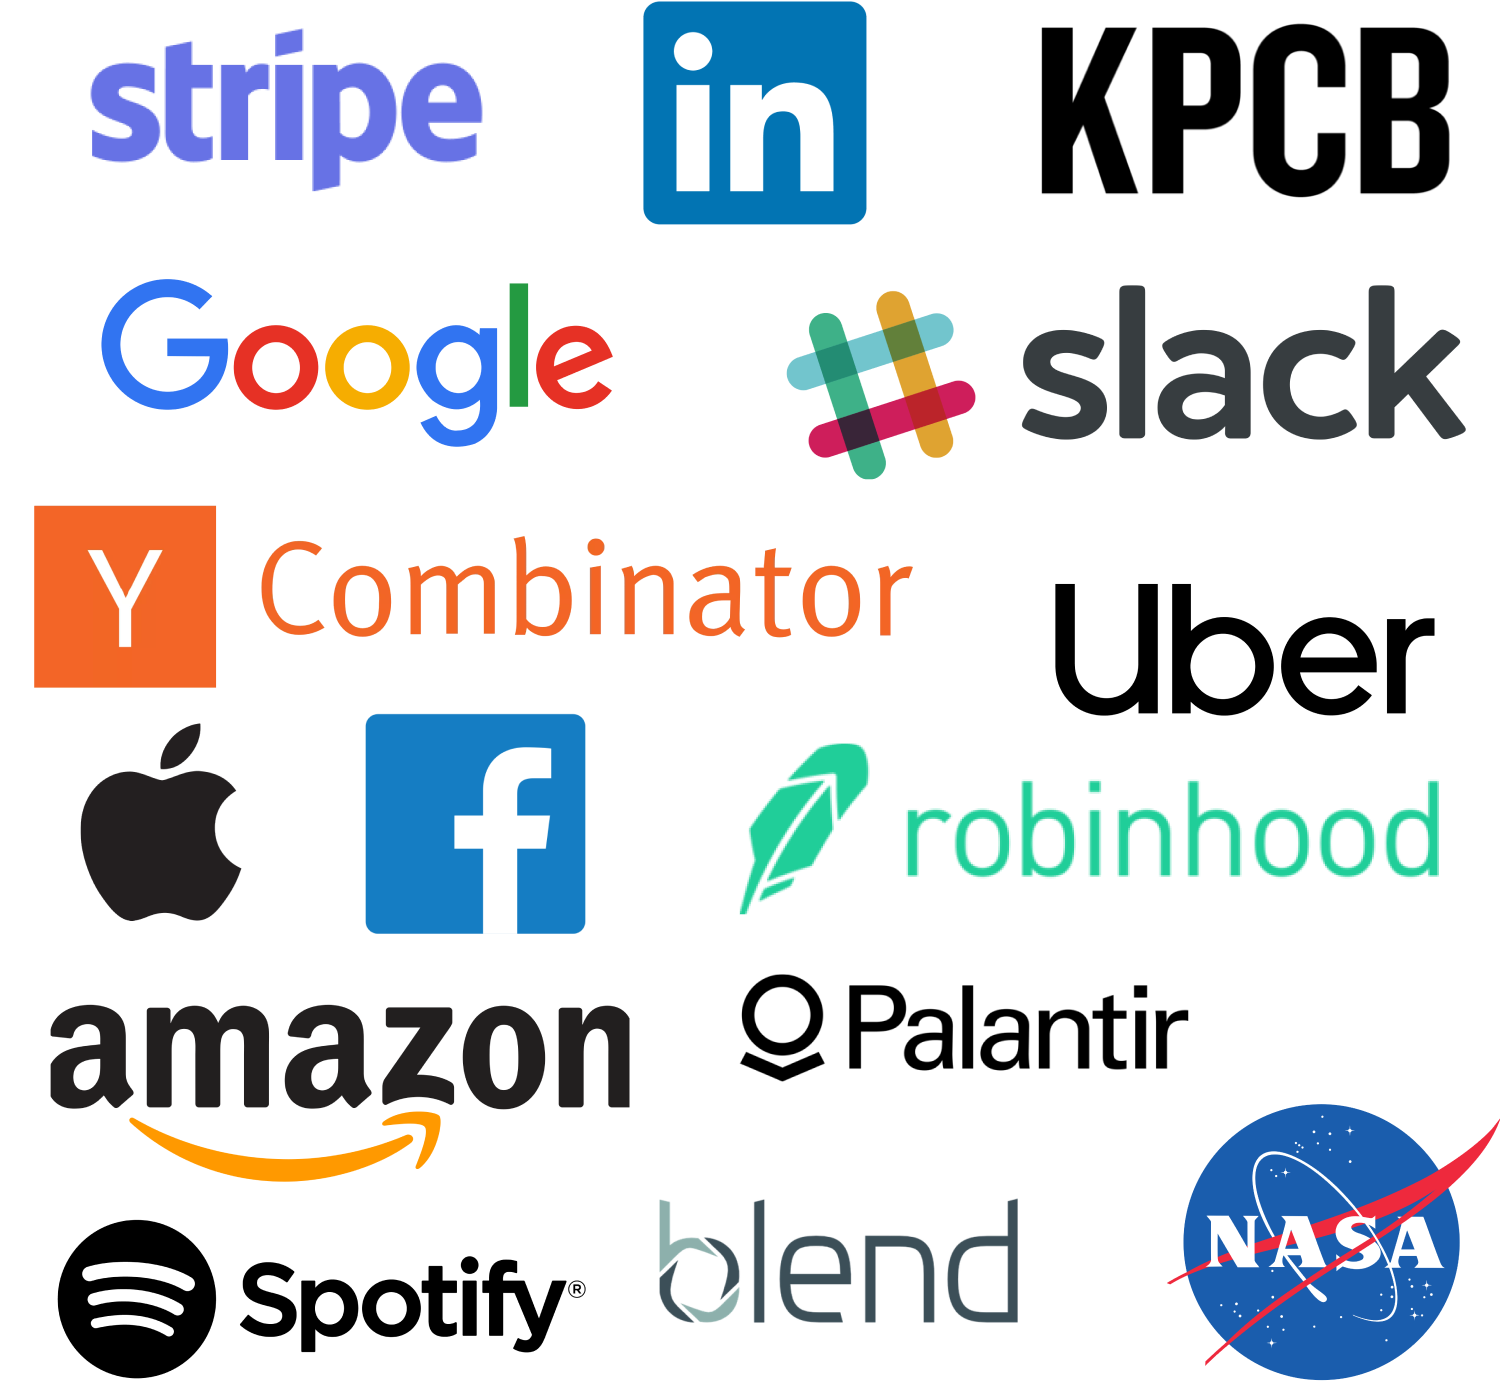 stripe
in
KPCB
Google
slack
Y Combinator
Uber
f
robinhood
amazon
Palantir
NASA
blend
Spotify®